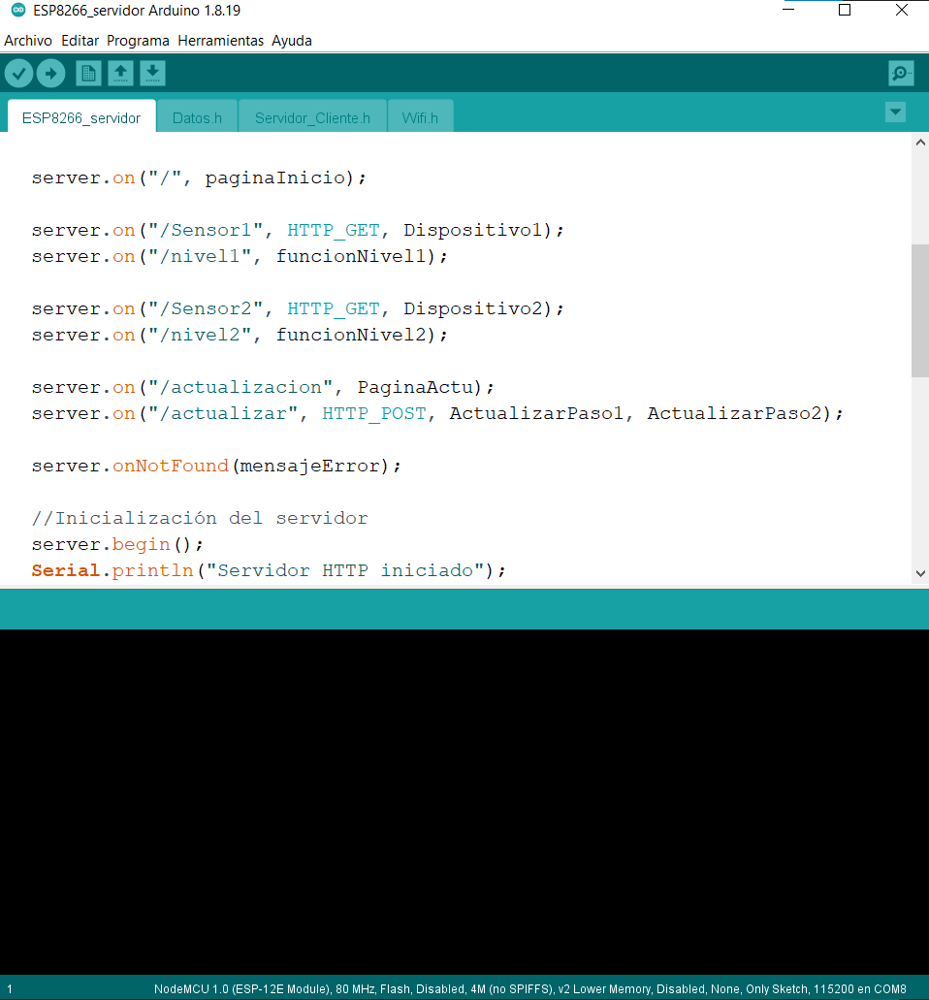 ESP8266_servidor Arduino 1.8.19
Archivo Editar Programa Herramientas Ayuda
ESP8266_servidor Datos.h Servidor_Cliente.h Wifi.h
server.on("/", paginaInicio);
server.on("/Sensor1", HTTP_GET, Dispositivo1);
server.on("/nivel1", funcionNivel1);
server.on("/Sensor2", HTTP_GET, Dispositivo2);
server.on("/nivel2", funcionNivel2);
server.on("/actualizacion", PaginaActu);
server.on("/actualizar", HTTP_POST, ActualizarPaso1, ActualizarPaso2);
server.onNotFound(mensajeError);
//Inicialización del servidor
server.begin();
Serial.println("Servidor HTTP iniciado");
1 NodeMCU 1.0 (ESP-12E Module), 80 MHz, Flash, Disabled, 4M (no SPIFFS), v2 Lower Memory, Disabled, None, Only Sketch, 115200 en COM8